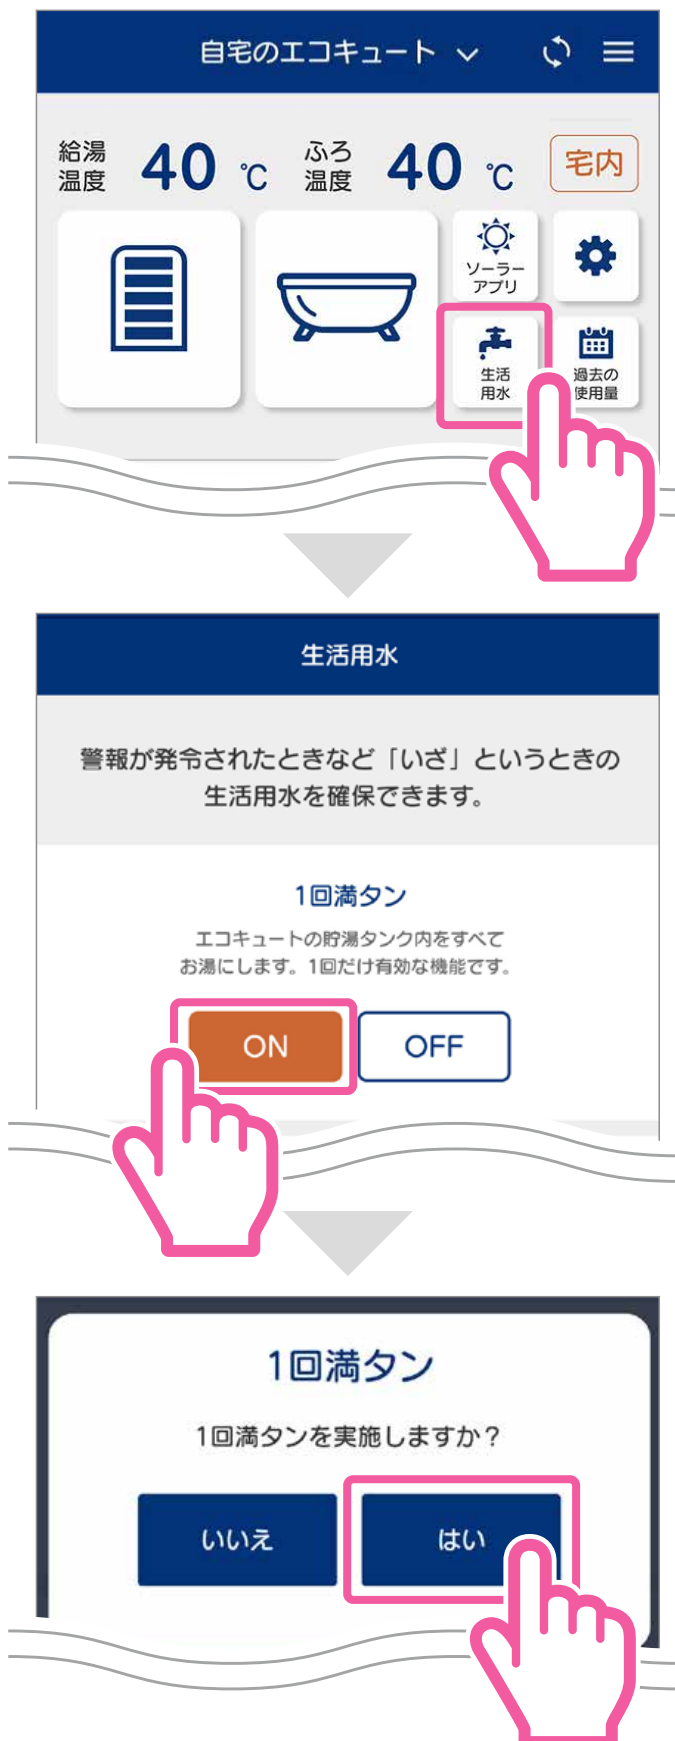 自宅のエコキュート
給湯
温度
40 ℃
ふろ
温度
40 ℃
宅内
ソーラー
アプリ
生活
用水
過去の
使用量
生活用水
警報が発令されたときなど「いざ」というときの
生活用水を確保できます。
1回満タン
エコキュートの貯湯タンク内をすべて
お湯にします。1回だけ有効な機能です。
ON
OFF
1回満タン
1回満タンを実施しますか？
いいえ
はい